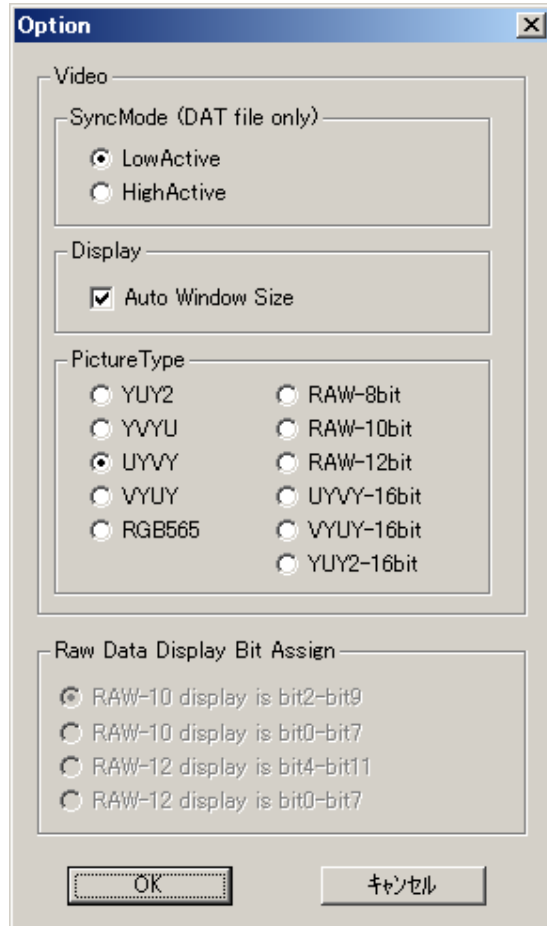 Option
Video
SyncMode (DAT file only)
LowActive
HighActive
Display
Auto Window Size
PictureType
YUY2
YVYU
UYVY
VYUY
RGB565
RAW-8bit
RAW-10bit
RAW-12bit
UYVY-16bit
VYUY-16bit
YUY2-16bit
Raw Data Display Bit Assign
RAW-10 display is bit2-bit9
RAW-10 display is bit0-bit7
RAW-12 display is bit4-bit11
RAW-12 display is bit0-bit7
OK
キャンセル